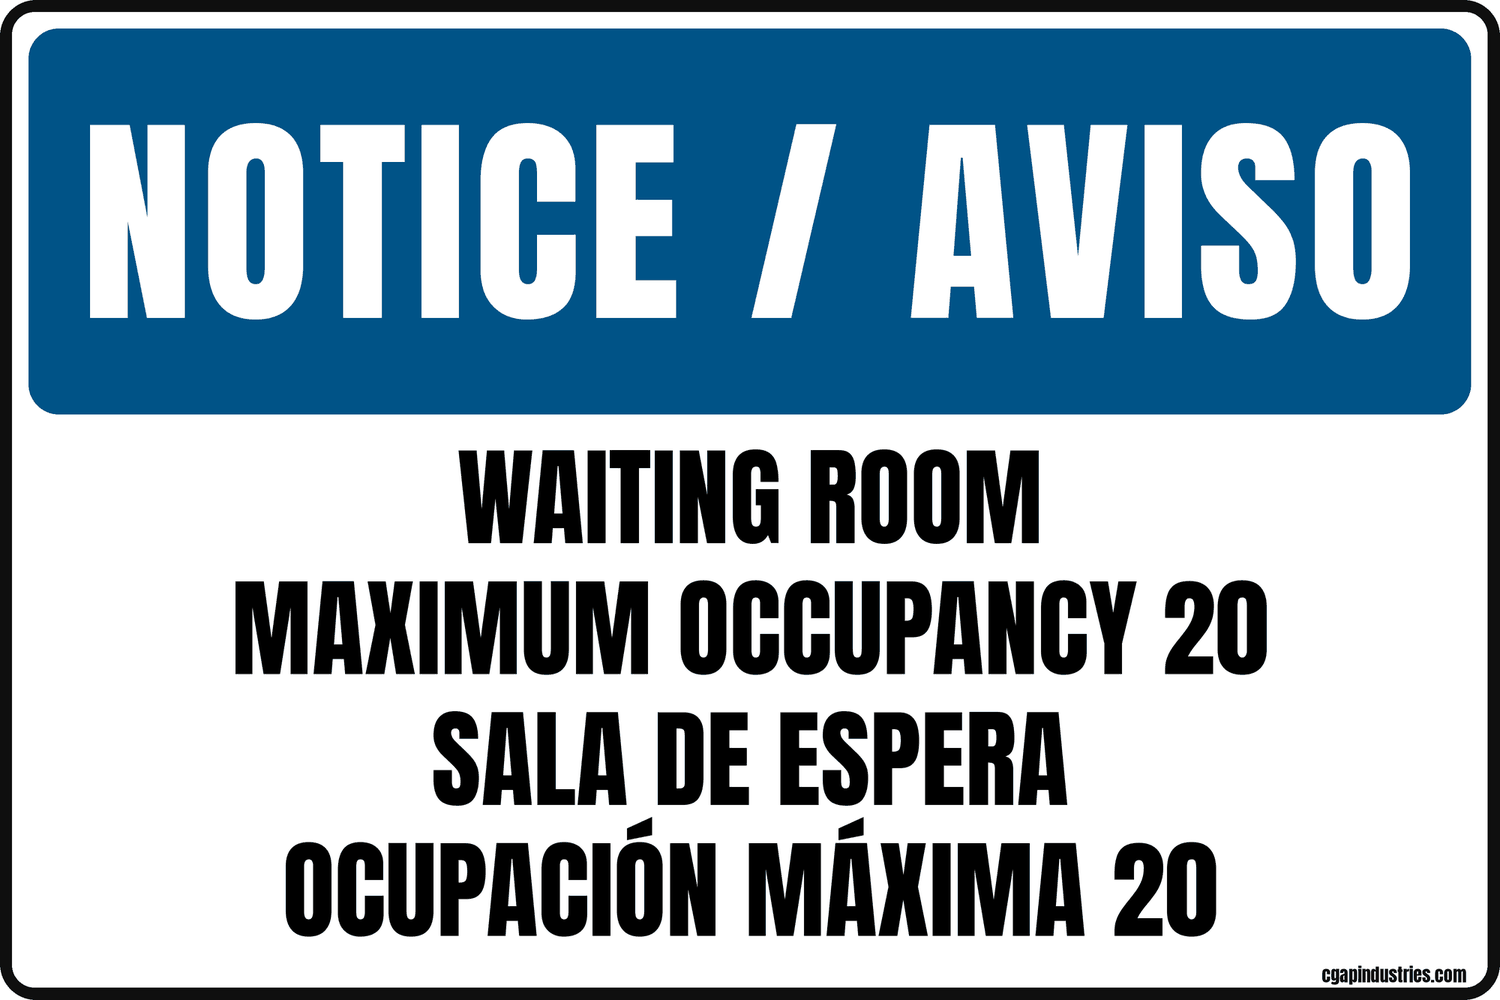 NOTICE / AVISO
WAITING ROOM
MAXIMUM OCCUPANCY 20
SALA DE ESPERA
OCUPACIÓN MÁXIMA 20
cgapindustries.com